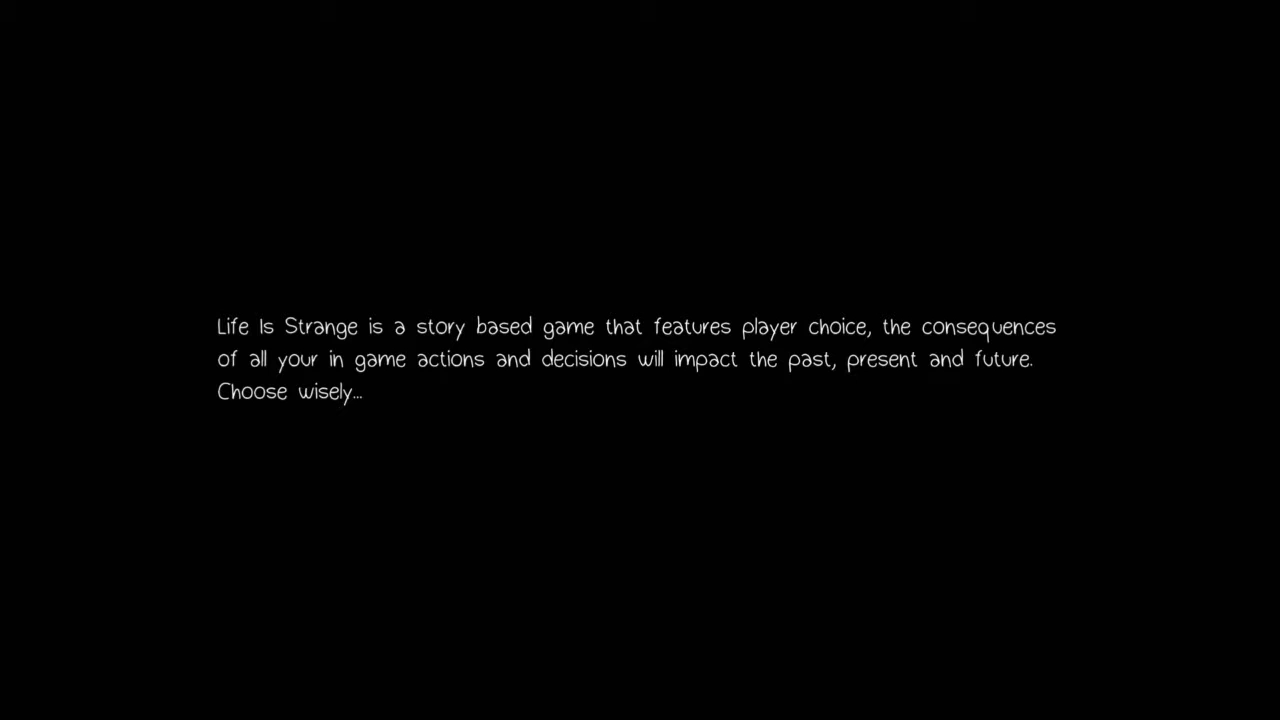 Life Is Strange is a story based game that features player choice, the consequences
of all your in game actions and decisions will impact the past, present and future.
Choose wisely...